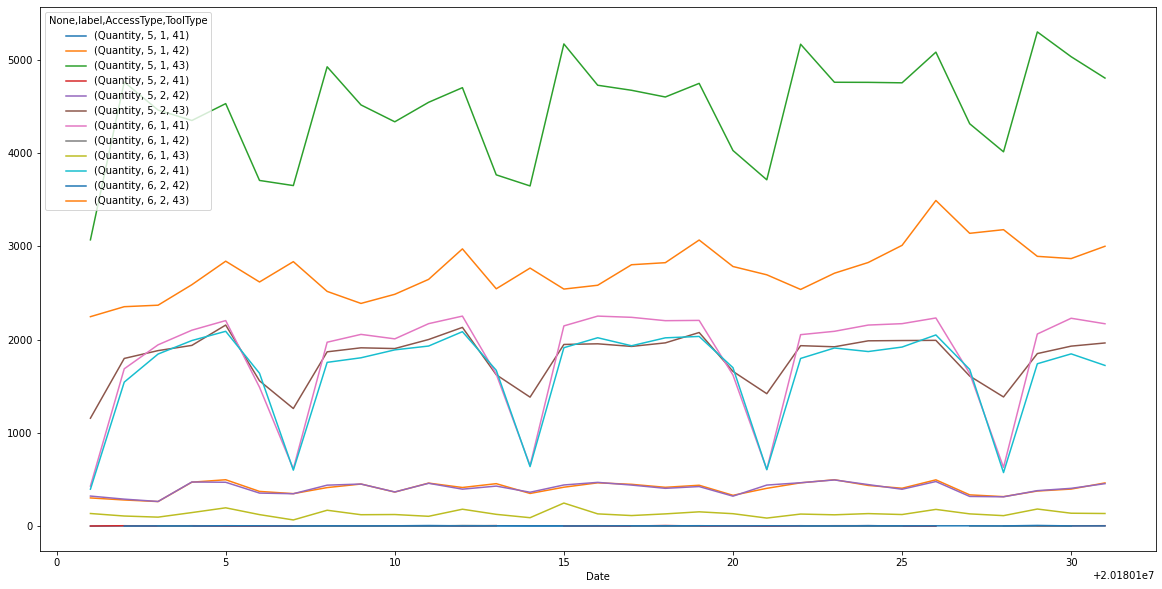 None,label,AccessType,ToolType
(Quantity, 5, 1, 41)
(Quantity, 5, 1, 42)
(Quantity, 5, 1, 43)
(Quantity, 5, 2, 41)
(Quantity, 5, 2, 42)
(Quantity, 5, 2, 43)
(Quantity, 6, 1, 41)
(Quantity, 6, 1, 42)
(Quantity, 6, 1, 43)
(Quantity, 6, 2, 41)
(Quantity, 6, 2, 42)
(Quantity, 6, 2, 43)
5000
4000
3000
2000
1000
0
0 5 10 15 20 25 30
Date
+2.01801e7